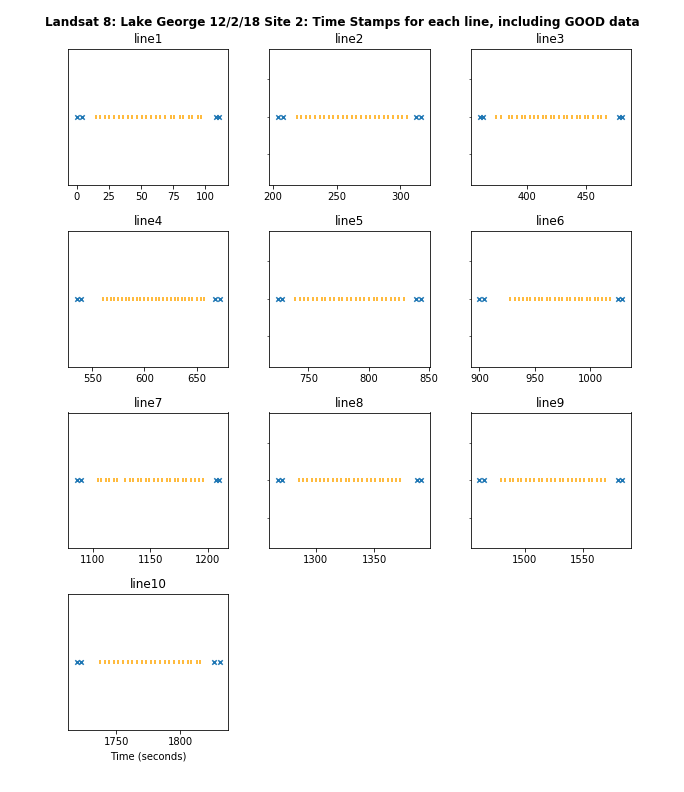 Landsat 8: Lake George 12/2/18 Site 2: Time Stamps for each line, including GOOD data
line1 line2 line3
0 25 50 75 100 200 250 300 400 450
line4 line5 line6
550 600 650 750 800 850 900 950 1000
line7 line8 line9
1100 1150 1200 1300 1350 1500 1550
line10
1750 1800
Time (seconds)